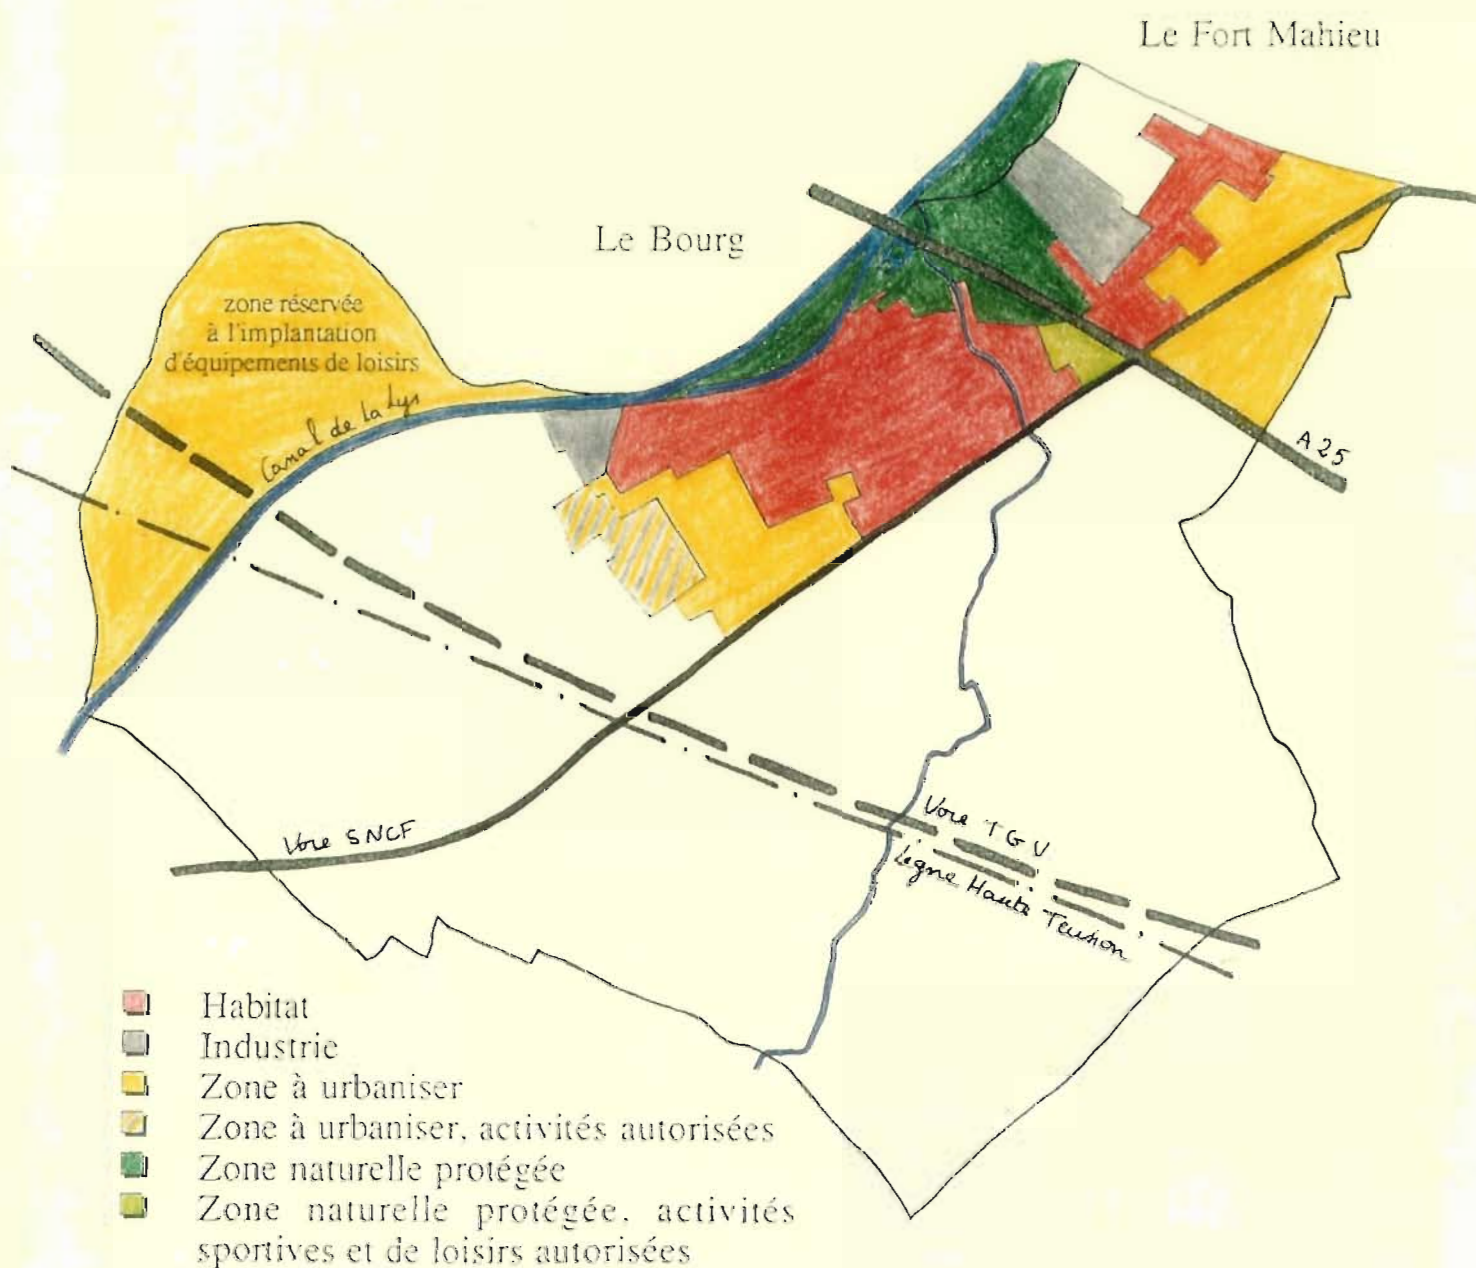 Le Fort Mahieu
Le Bourg
zone réservée
à l'implantation
d'équipements de loisirs
Canal de la Lys
A 25
Voie SNCF
Voie TGV
Ligne Haute Tension
Habitat
Industrie
Zone à urbaniser
Zone à urbaniser, activités autorisées
Zone naturelle protégée
Zone naturelle protégée, activités
sportives et de loisirs autorisées